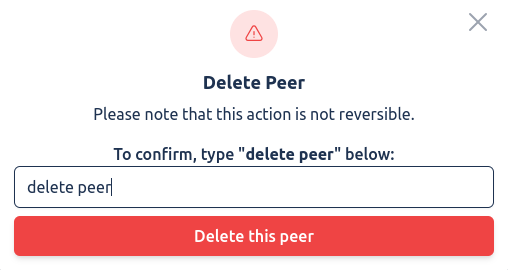 Delete Peer
Please note that this action is not reversible.
To confirm, type "delete peer" below:
delete peer
Delete this peer